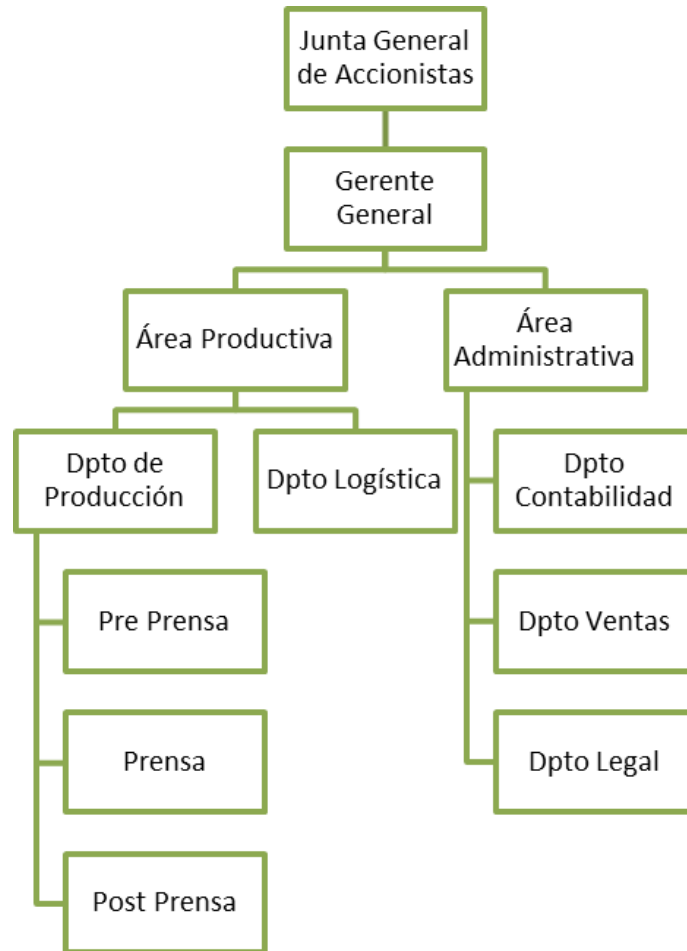 Junta General
de Accionistas
Gerente
General
Área Productiva
Área
Administrativa
Dpto de
Producción
Dpto Logística
Dpto
Contabilidad
Pre Prensa
Dpto Ventas
Prensa
Dpto Legal
Post Prensa